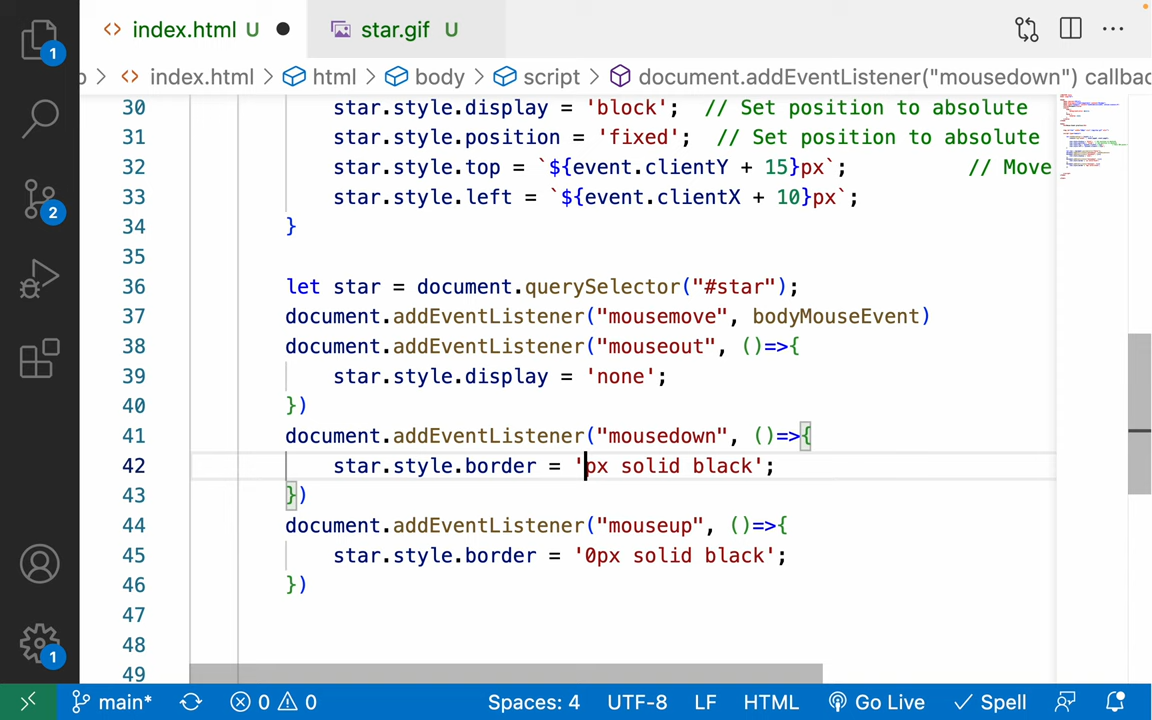 index.html U
star.gif U
1
2
1
index.html > html > body > script > document.addEventListener("mousedown") callbac
30 star.style.display = 'block'; // Set position to absolute
31 star.style.position = 'fixed'; // Set position to absolute
32 star.style.top = `${event.clientY + 15}px`; // Move
33 star.style.left = `${event.clientX + 10}px`;
34 }
35
36 let star = document.querySelector("#star");
37 document.addEventListener("mousemove", bodyMouseEvent)
38 document.addEventListener("mouseout", ()=>{
39 star.style.display = 'none';
40 })
41 document.addEventListener("mousedown", ()=>{
42 star.style.border = 'px solid black';
43 })
44 document.addEventListener("mouseup", ()=>{
45 star.style.border = '0px solid black';
46 })
47
48
49
main* 0 0 Spaces: 4 UTF-8 LF HTML Go Live Spell